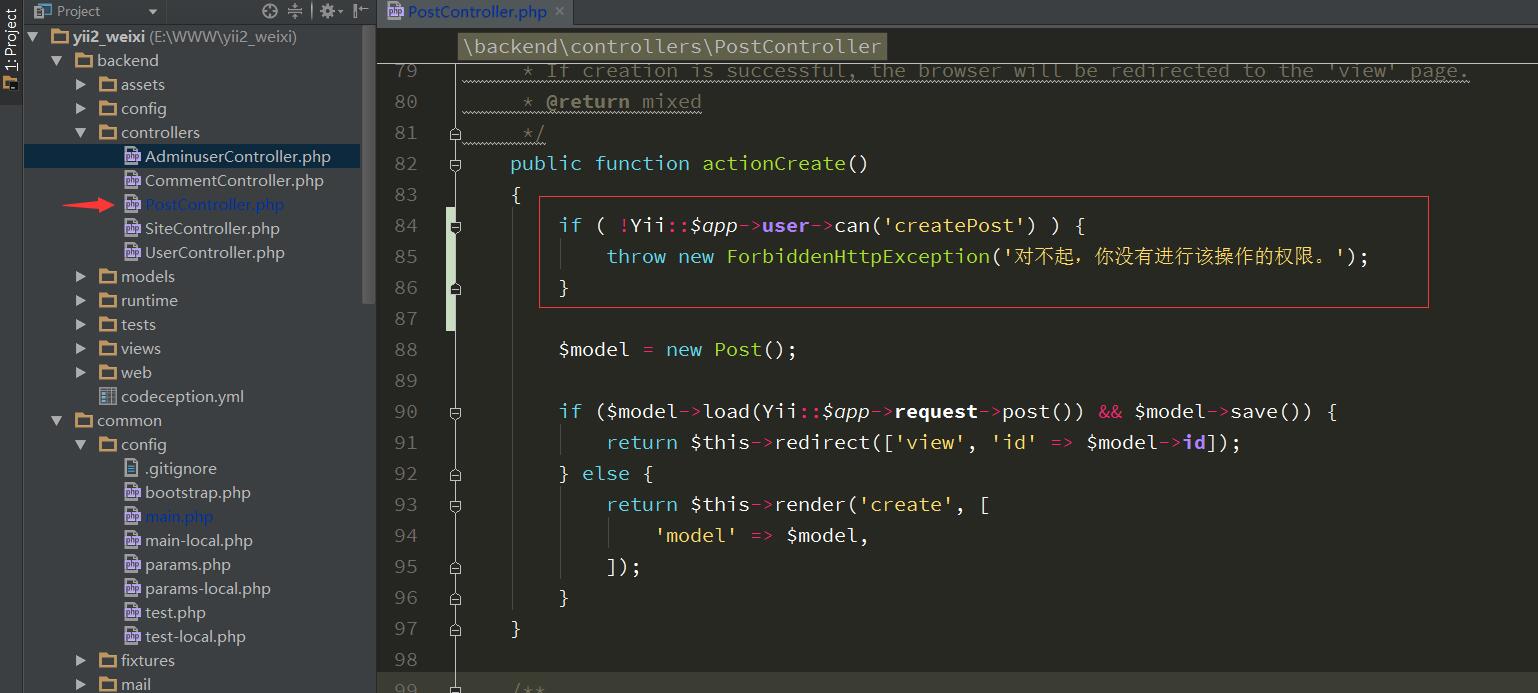 1: Project
Project
yii2_weixi (E:\WWW\yii2_weixi)
backend
assets
config
controllers
AdminuserController.php
CommentController.php
PostController.php
SiteController.php
UserController.php
models
runtime
tests
views
web
codeception.yml
common
config
.gitignore
bootstrap.php
main.php
main-local.php
params.php
params-local.php
test.php
test-local.php
fixtures
mail
PostController.php
\backend\controllers\PostController
79 * If creation is successful, the browser will be redirected to the 'view' page.
80 * @return mixed
81 */
82 public function actionCreate()
83 {
84 if ( !Yii::$app->user->can('createPost') ) {
85 throw new ForbiddenHttpException('对不起，你没有进行该操作的权限。');
86 }
87
88 $model = new Post();
89
90 if ($model->load(Yii::$app->request->post()) && $model->save()) {
91 return $this->redirect(['view', 'id' => $model->id]);
92 } else {
93 return $this->render('create', [
94 'model' => $model,
95 ]);
96 }
97 }
98
99 /**